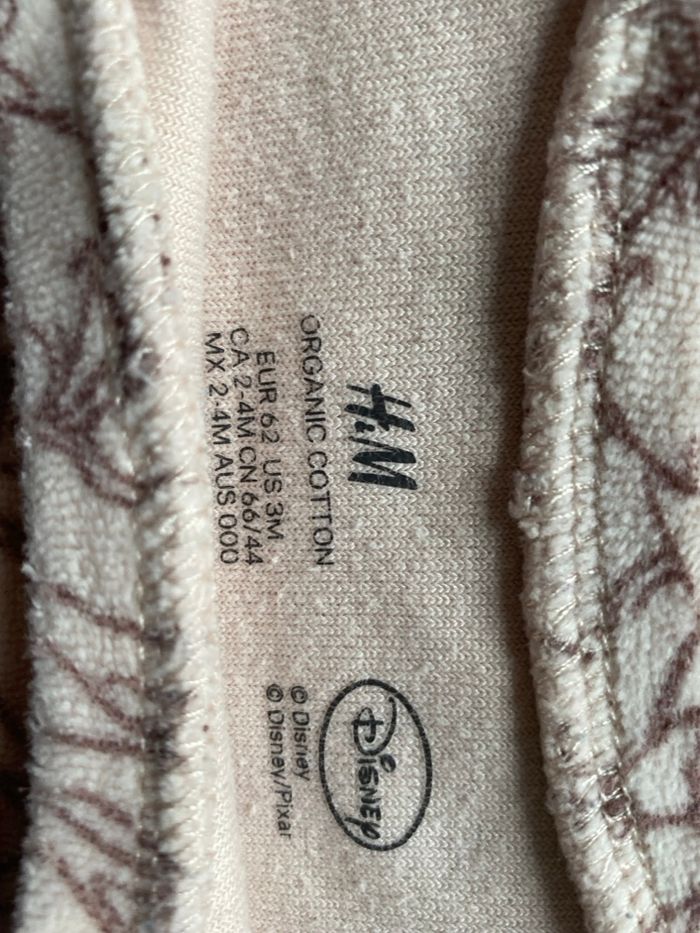 H&M
ORGANIC COTTON
EUR 62 US 3M
CA 2-4M CN 66/44
MX 2-4M AUS 000
Disney
© Disney
© Disney/Pixar